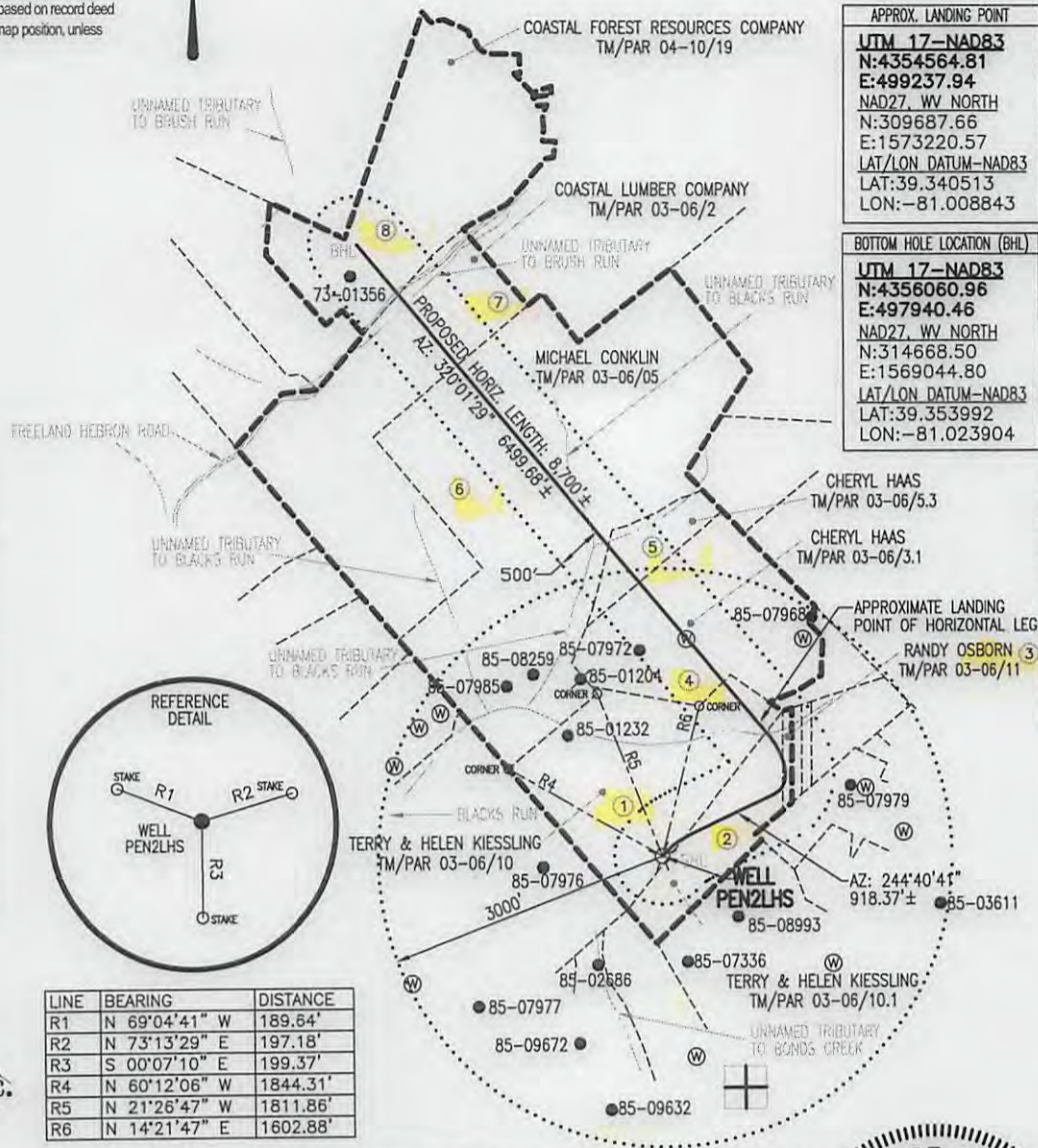 based on record deed
map position, unless
COASTAL FOREST RESOURCES COMPANY
TM/PAR 04-10/19
UNNAMED TRIBUTARY
TO BRUSH RUN
COASTAL LUMBER COMPANY
TM/PAR 03-06/2
UNNAMED TRIBUTARY
TO BRUSH RUN
UNNAMED TRIBUTARY
TO BLACKS RUN
8
BHL
73-01356
7
PROPOSED HORIZ. LENGTH: 8,700'±
AZ: 320°01'29" 6499.68'±
MICHAEL CONKLIN
TM/PAR 03-06/05
FREELAND HEBRON ROAD
6
UNNAMED TRIBUTARY
TO BLACKS RUN
CHERYL HAAS
TM/PAR 03-06/5.3
CHERYL HAAS
TM/PAR 03-06/3.1
5
500'
85-07968
APPROXIMATE LANDING
POINT OF HORIZONTAL LEG
RANDY OSBORN 3
TM/PAR 03-06/11
UNNAMED TRIBUTARY
TO BLACKS RUN
85-07972
85-08259
85-07985
85-01204
CORNER
W
W
4
CORNER
R6
85-01232
R5
W
W
W
CORNER
R4
1
BLACKS RUN
TERRY & HELEN KIESSLING
TM/PAR 03-06/10
85-07976
2
SHL
WELL
PEN2LHS
85-07979
W
W
AZ: 244°40'41"
918.37'±
85-03611
85-08993
3000'
85-02686
85-07336
W
TERRY & HELEN KIESSLING
TM/PAR 03-06/10.1
W
85-07977
85-09672
UNNAMED TRIBUTARY
TO BONDS CREEK
W
85-09632
APPROX. LANDING POINT
UTM 17-NAD83
N:4354564.81
E:499237.94
NAD27, WV NORTH
N:309687.66
E:1573220.57
LAT/LON DATUM-NAD83
LAT:39.340513
LON:-81.008843
BOTTOM HOLE LOCATION (BHL)
UTM 17-NAD83
N:4356060.96
E:497940.46
NAD27, WV NORTH
N:314668.50
E:1569044.80
LAT/LON DATUM-NAD83
LAT:39.353992
LON:-81.023904
REFERENCE
DETAIL
STAKE
R1
R2
STAKE
WELL
PEN2LHS
R3
STAKE
LINE BEARING DISTANCE
R1 N 69°04'41" W 189.64'
R2 N 73°13'29" E 197.18'
R3 S 00°07'10" E 199.37'
R4 N 60°12'06" W 1844.31'
R5 N 21°26'47" W 1811.86'
R6 N 14°21'47" E 1602.88'